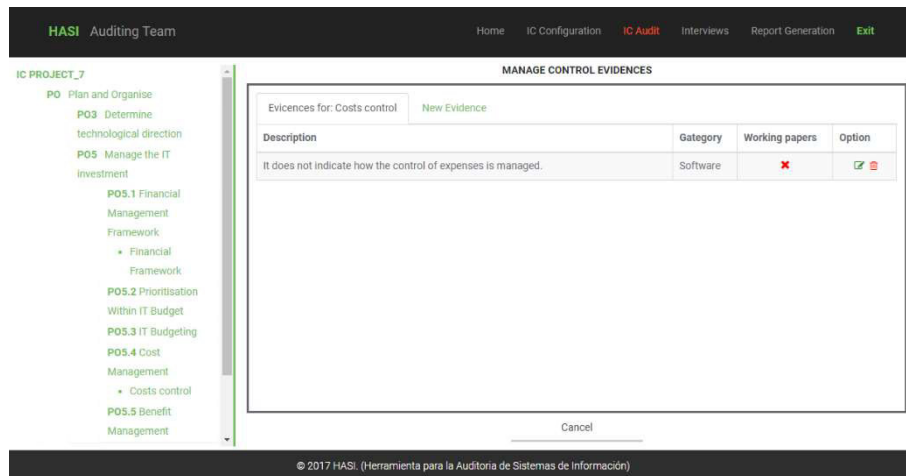 HASI Auditing Team
Home IC Configuration IC Audit Interviews Report Generation Exit
IC PROJECT_7
PO Plan and Organise
PO3 Determine
technological direction
PO5 Manage the IT
investment
PO5.1 Financial
Management
Framework
Financial
Framework
PO5.2 Prioritisation
Within IT Budget
PO5.3 IT Budgeting
PO5.4 Cost
Management
Costs control
PO5.5 Benefit
Management
MANAGE CONTROL EVIDENCES
Evicences for: Costs control New Evidence
Description Gategory Working papers Option
It does not indicate how the control of expenses is managed. Software
Cancel
© 2017 HASI. (Herramienta para la Auditoria de Sistemas de Información)